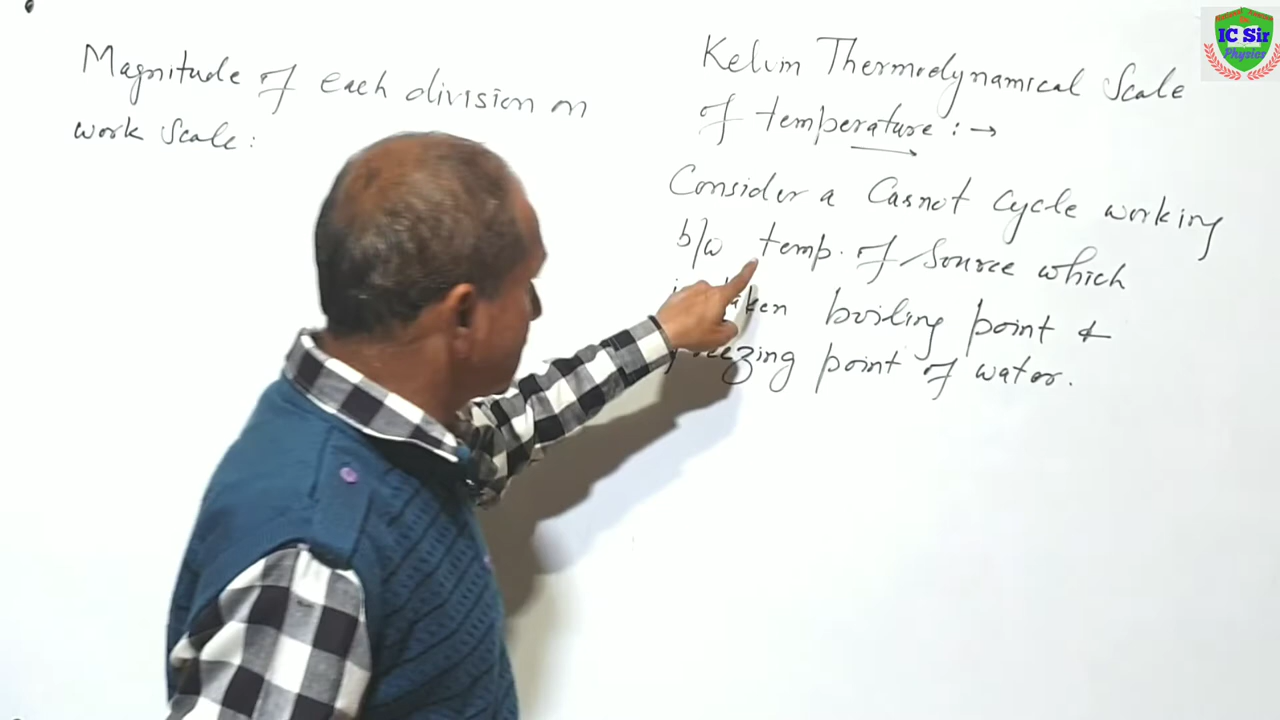 Magnitude of each division on
work Scale:
Kelvin Thermodynamical Scale
of temperature : →
Consider a Carnot Cycle working
b/w temp. of Source which
boiling point &
point of water.
IC Sir
Physics